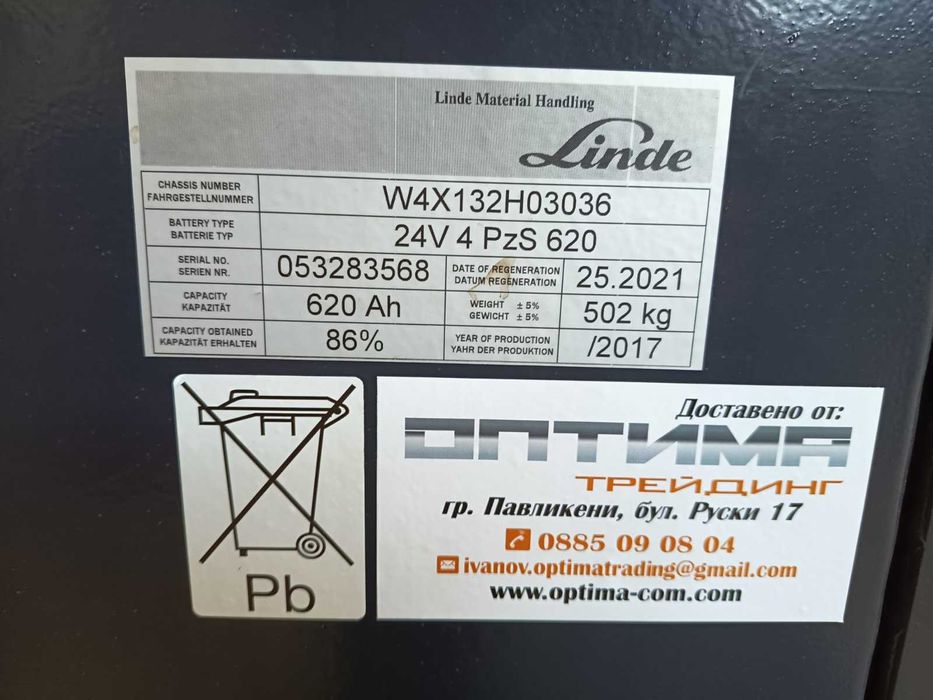 Linde Material Handling
Linde
CHASSIS NUMBER
FAHRGESTELLNUMMER
W4X132H03036
BATTERY TYPE
BATTERIE TYP
24V 4 PzS 620
SERIAL NO.
SERIEN NR.
053283568
DATE OF REGENERATION
DATUM REGENERATION
25.2021
CAPACITY
KAPAZITÄT
620 Ah
WEIGHT ± 5%
GEWICHT ± 5%
502 kg
CAPACITY OBTAINED
KAPAZITÄT ERHALTEN
86%
YEAR OF PRODUCTION
YAHR DER PRODUKTION
/2017
Pb
Доставено от:
ОПТИМА
ТРЕЙДИНГ
гр. Павликени, бул. Руски 17
0885 09 08 04
ivanov.optimatrading@gmail.com
www.optima-com.com